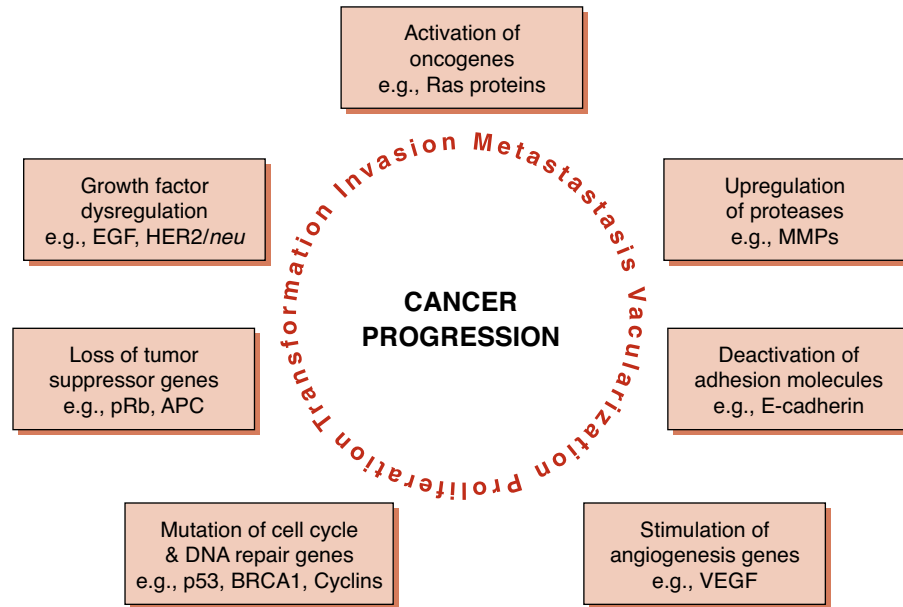 Activation of
oncogenes
e.g., Ras proteins
Growth factor
dysregulation
e.g., EGF, HER2/neu
Upregulation
of proteases
e.g., MMPs
Transformation Invasion Metastastasis Vacularization Proliferation
CANCER
PROGRESSION
Loss of tumor
suppressor genes
e.g., pRb, APC
Deactivation of
adhesion molecules
e.g., E-cadherin
Mutation of cell cycle
& DNA repair genes
e.g., p53, BRCA1, Cyclins
Stimulation of
angiogenesis genes
e.g., VEGF